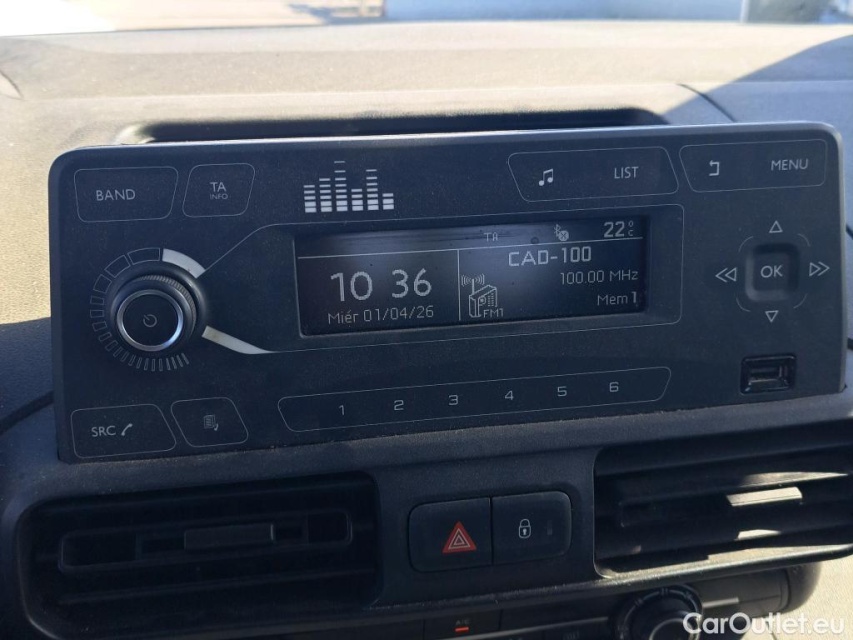 BAND
TA
INFO
LIST
MENU
TR
22°C
10 36
Miér 01/04/26
CAD-100
100.00 MHz
FM1
Mem 1
OK
SRC
1 2 3 4 5 6
CarOutlet.eu